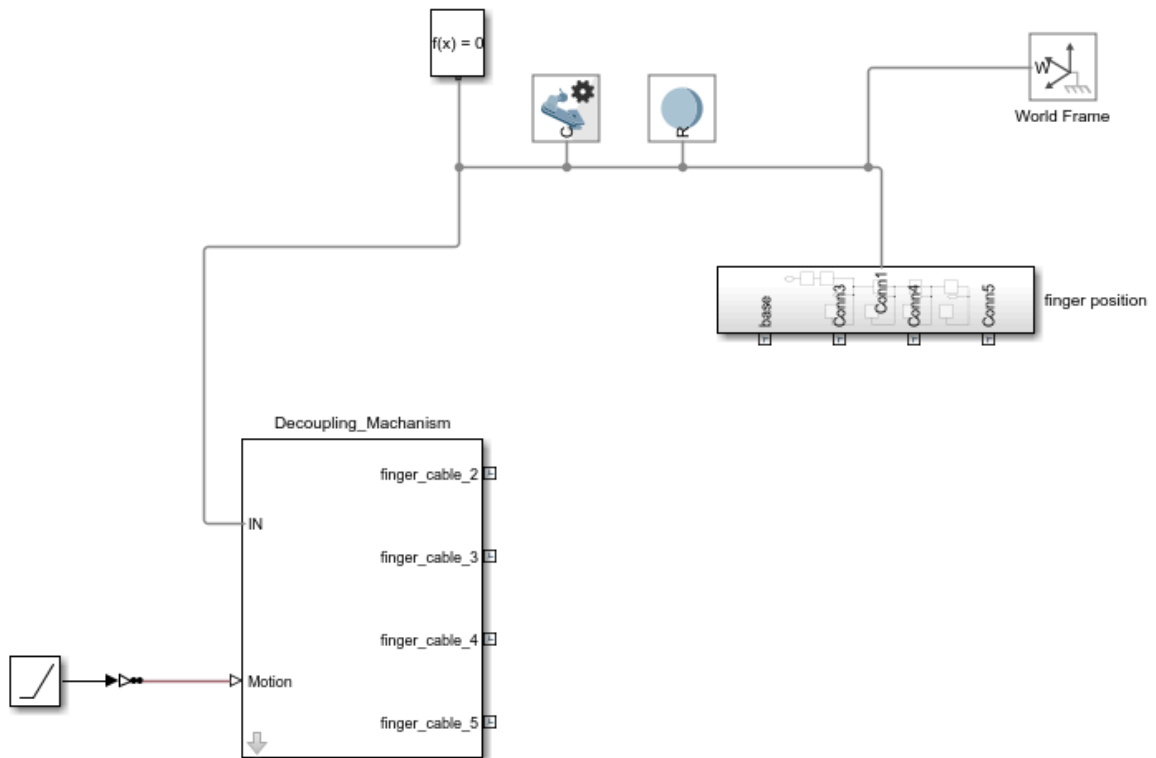 f(x) = 0
C
R
W
World Frame
base
Conn3
Conn1
Conn4
Conn5
finger position
Decoupling_Machanism
finger_cable_2
IN
finger_cable_3
finger_cable_4
Motion
finger_cable_5